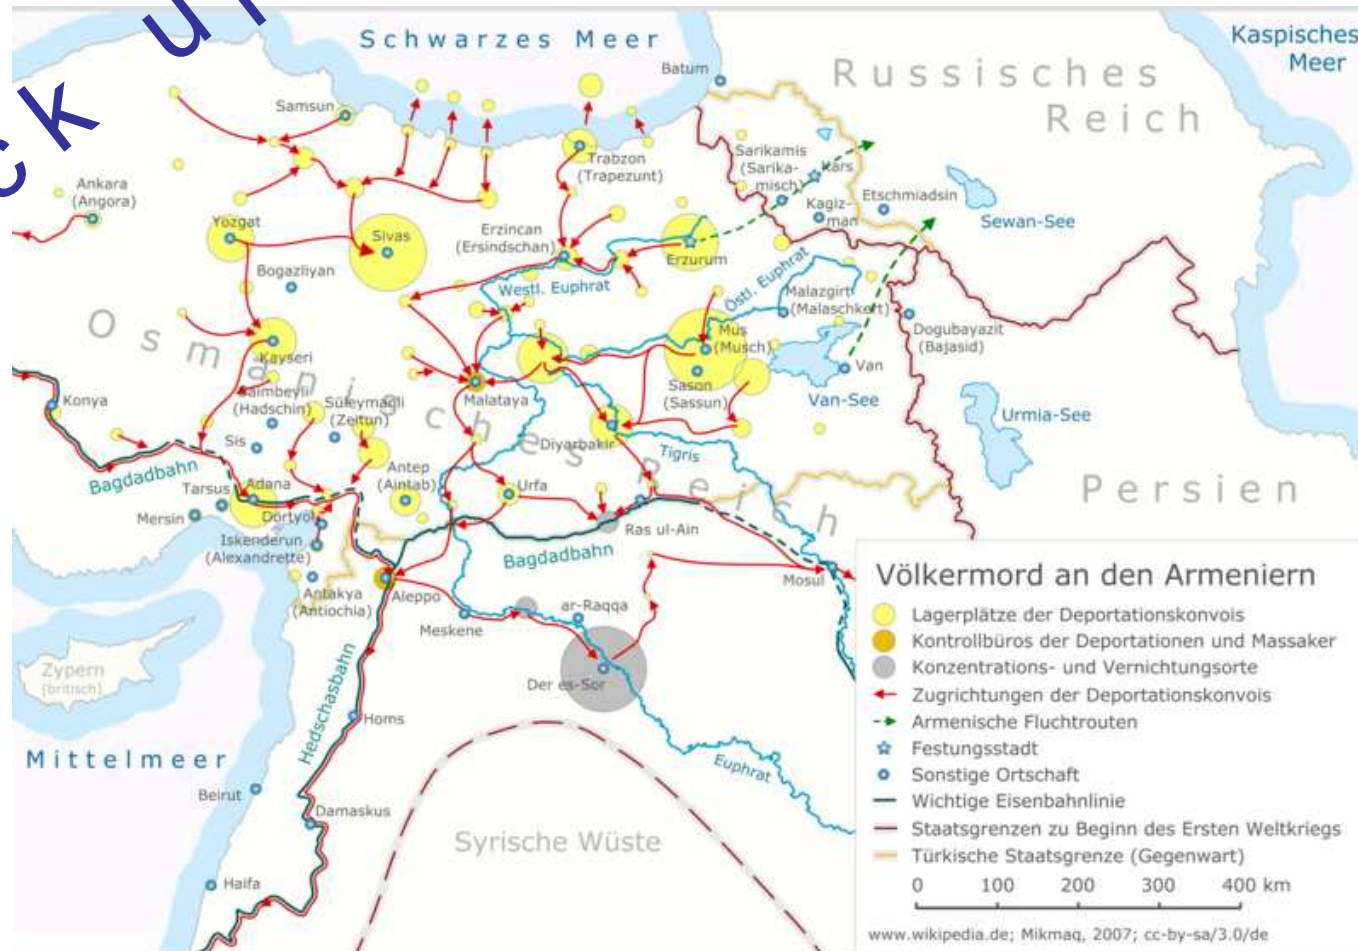 ck u
Schwarzes Meer
Kaspisches
Meer
Batum
Russisches
Reich
Samsun
Trabzon
(Trapezunt)
Sarikamis
(Sarika-
misch)
Kars
Etschmiadsin
Kagiz-
man
Sewan-See
Ankara
(Angora)
Yozgat
Sivas
Erzincan
(Ersindschan)
Erzurum
Bogazliyan
Westl. Euphrat
Östl. Euphrat
Malazgirt
(Malaschkert)
Dogubayazit
(Bajasid)
Osmanisches Reich
Kayseri
Mus
(Musch)
Van
Sason
(Sassun)
Van-See
Urmia-See
Konya
Saimbeyli
(Hadschin)
Süleymanli
(Zeitun)
Malataya
Sis
Diyarbakir
Tigris
Bagdadbahn
Antep
(Aintab)
Urfa
Persien
Tarsus
Adana
Mersin
Dörtyol
Iskenderun
(Alexandrette)
Ras ul-Ain
Bagdadbahn
Mosul
Antakya
(Antiochia)
Aleppo
Meskene
ar-Raqqa
Der es-Sor
Zypern
(britisch)
Hedschasbahn
Homs
Mittelmeer
Euphrat
Beirut
Damaskus
Syrische Wüste
Haifa
Völkermord an den Armeniern
Lagerplätze der Deportationskonvois
Kontrollbüros der Deportationen und Massaker
Konzentrations- und Vernichtungsorte
Zugrichtungen der Deportationskonvois
Armenische Fluchtrouten
Festungsstadt
Sonstige Ortschaft
Wichtige Eisenbahnlinie
Staatsgrenzen zu Beginn des Ersten Weltkriegs
Türkische Staatsgrenze (Gegenwart)
0 100 200 300 400 km
www.wikipedia.de; Mikmaq, 2007; cc-by-sa/3.0/de